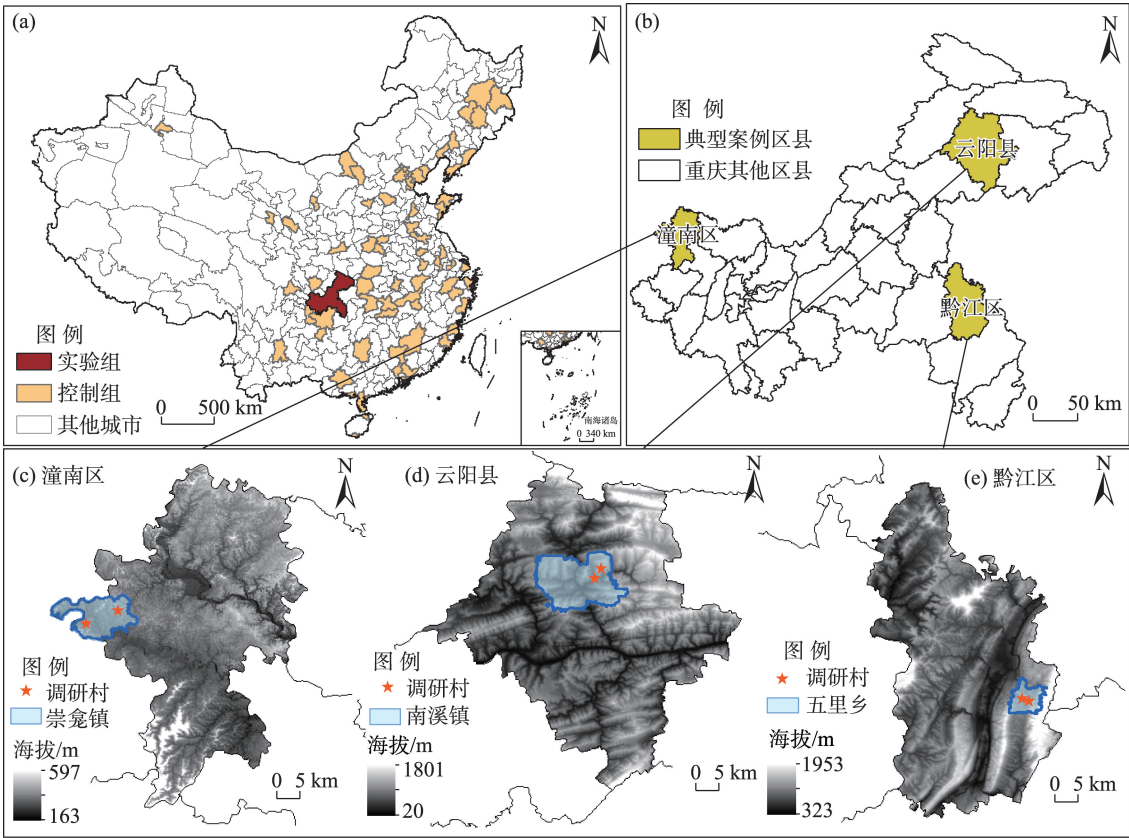 (a)
N
图 例
实验组
控制组
其他城市
0 500 km
南海诸岛
0 340 km
(b)
N
图 例
典型案例区县
重庆其他区县
云阳县
潼南区
黔江区
0 50 km
(c) 潼南区
N
图 例
调研村
崇龛镇
海拔/m
597
163
0 5 km
(d) 云阳县
N
图 例
调研村
南溪镇
海拔/m
1801
20
0 5 km
(e) 黔江区
N
图 例
调研村
五里乡
海拔/m
1953
323
0 5 km